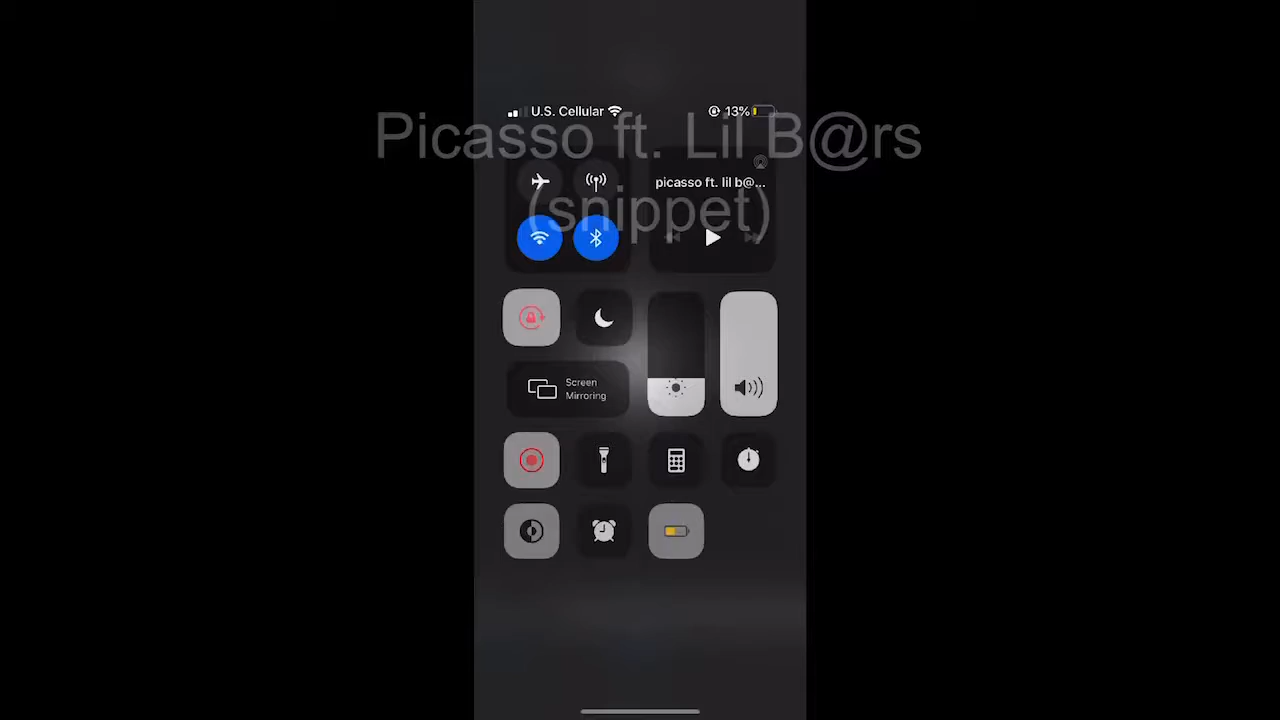 U.S. Cellular 13%
Picasso ft. Lil B@rs
picasso ft. lil b@...
(snippet)
Screen
Mirroring